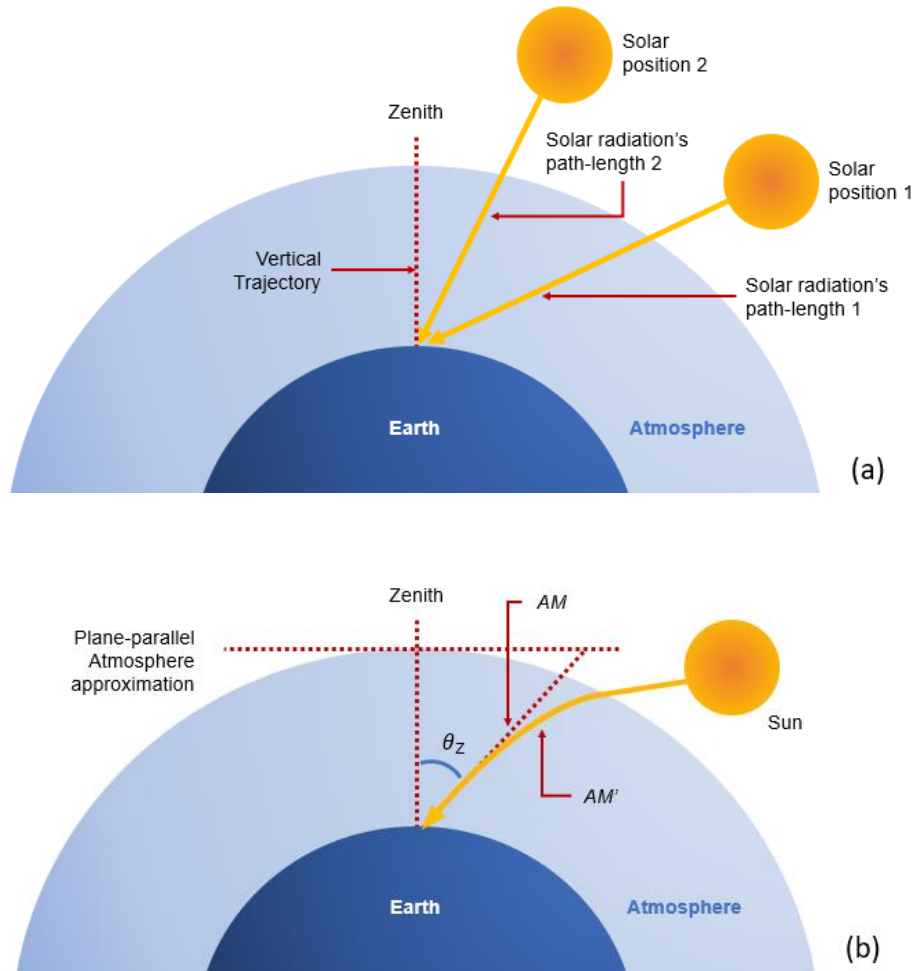 Solar
position 2
Zenith
Solar radiation's
path-length 2
Solar
position 1
Vertical
Trajectory
Solar radiation's
path-length 1
Earth
Atmosphere
(a)
Zenith
AM
Plane-parallel
Atmosphere
approximation
Sun
θz
AM'
Earth
Atmosphere
(b)